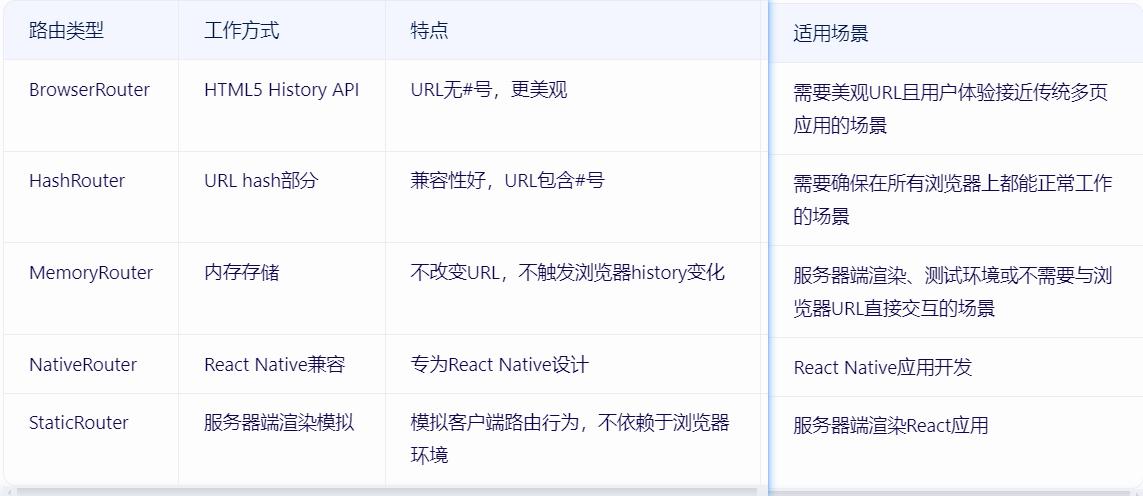 路由类型
工作方式
特点
适用场景
BrowserRouter
HTML5 History API
URL无#号，更美观
需要美观URL且用户体验接近传统多页
应用的场景
HashRouter
URL hash部分
兼容性好，URL包含#号
需要确保在所有浏览器上都能正常工作
的场景
MemoryRouter
内存存储
不改变URL，不触发浏览器history变化
服务器端渲染、测试环境或不需要与浏
览器URL直接交互的场景
NativeRouter
React Native兼容
专为React Native设计
React Native应用开发
StaticRouter
服务器端渲染模拟
模拟客户端路由行为，不依赖于浏览器
环境
服务器端渲染React应用